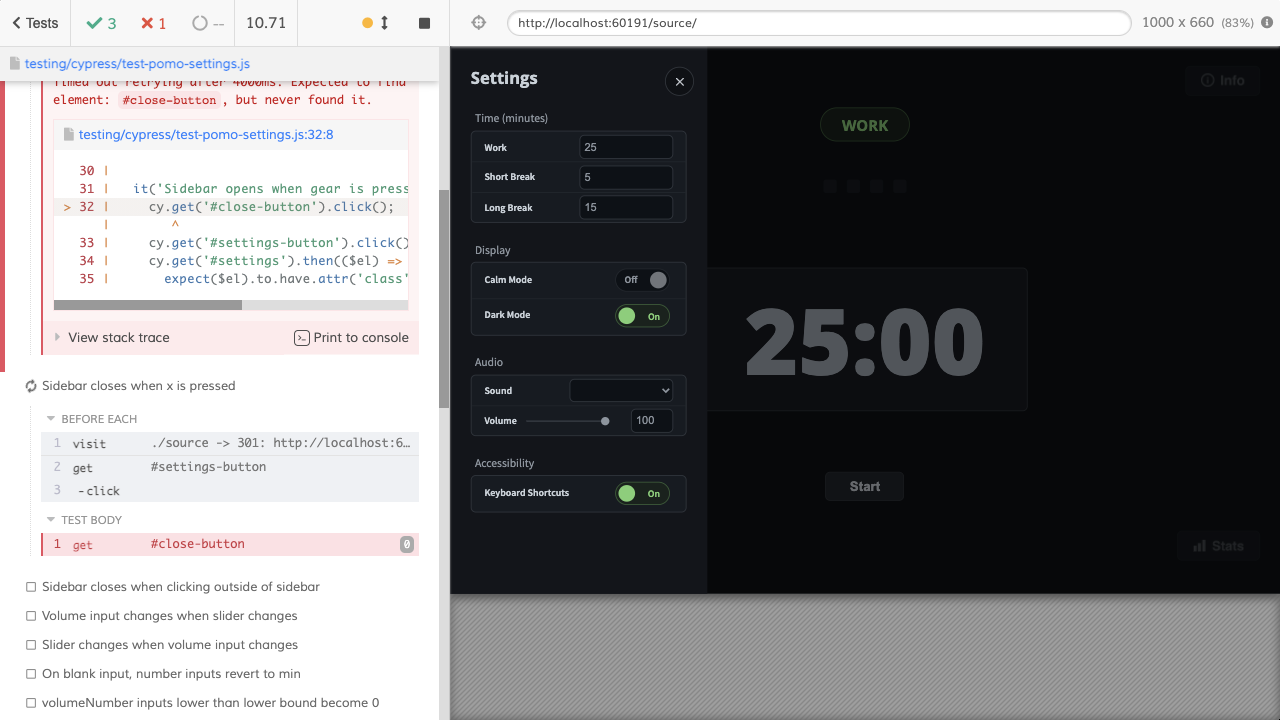 Tests
3
1
--
10.71
http://localhost:60191/source/
1000 x 660 (83%)
testing/cypress/test-pomo-settings.js
Timed out retrying after 4000ms: Expected to find
element: #close-button, but never found it.
testing/cypress/test-pomo-settings.js:32:8
30 |
31 | it('Sidebar opens when gear is press
> 32 | cy.get('#close-button').click();
| ^
33 | cy.get('#settings-button').click()
34 | cy.get('#settings').then(($el) =>
35 | expect($el).to.have.attr('class'
View stack trace
Print to console
Sidebar closes when x is pressed
BEFORE EACH
1 visit ./source -> 301: http://localhost:6…
2 get #settings-button
3 -click
TEST BODY
1 get #close-button 0
Sidebar closes when clicking outside of sidebar
Volume input changes when slider changes
Slider changes when volume input changes
On blank input, number inputs revert to min
volumeNumber inputs lower than lower bound become 0
Settings
Time (minutes)
Work 25
Short Break 5
Long Break 15
Display
Calm Mode Off
Dark Mode On
Audio
Sound
Volume 100
Accessibility
Keyboard Shortcuts On
Info
WORK
25:00
Start
Stats